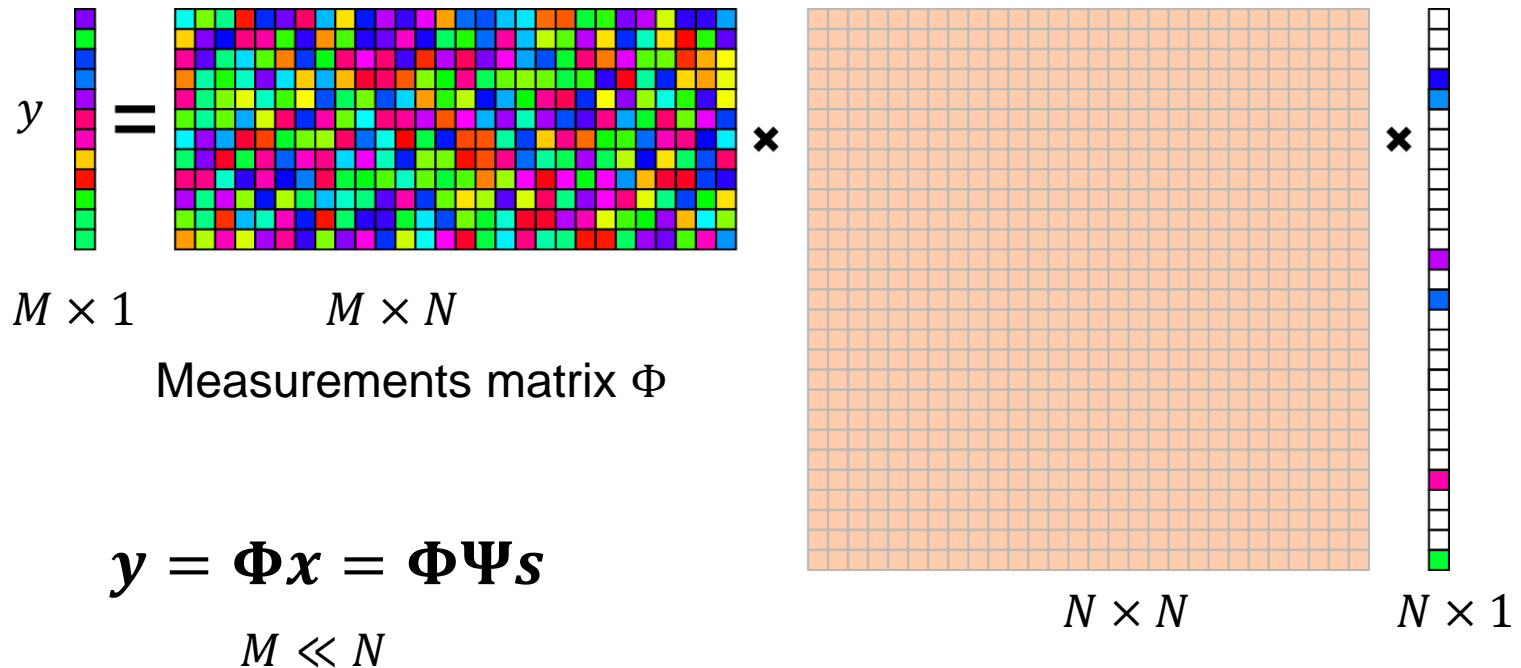 y = × ×
M × 1
M × N
Measurements matrix Φ
y = Φx = ΦΨs
M ≪ N
N × N
N × 1